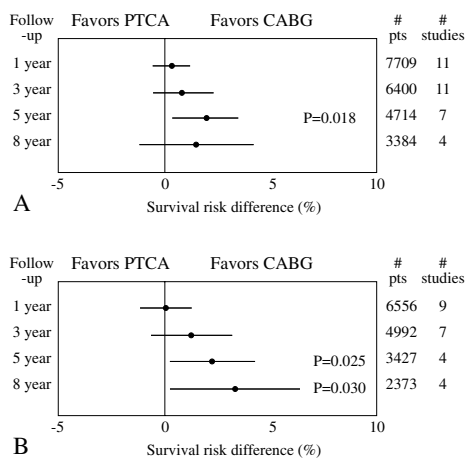 Follow -up Favors PTCA Favors CABG # pts # studies
1 year 7709 11
3 year 6400 11
5 year P=0.018 4714 7
8 year 3384 4
-5 0 5 10
A Survival risk difference (%)
Follow -up Favors PTCA Favors CABG # pts # studies
1 year 6556 9
3 year 4992 7
5 year P=0.025 3427 4
8 year P=0.030 2373 4
-5 0 5 10
B Survival risk difference (%)